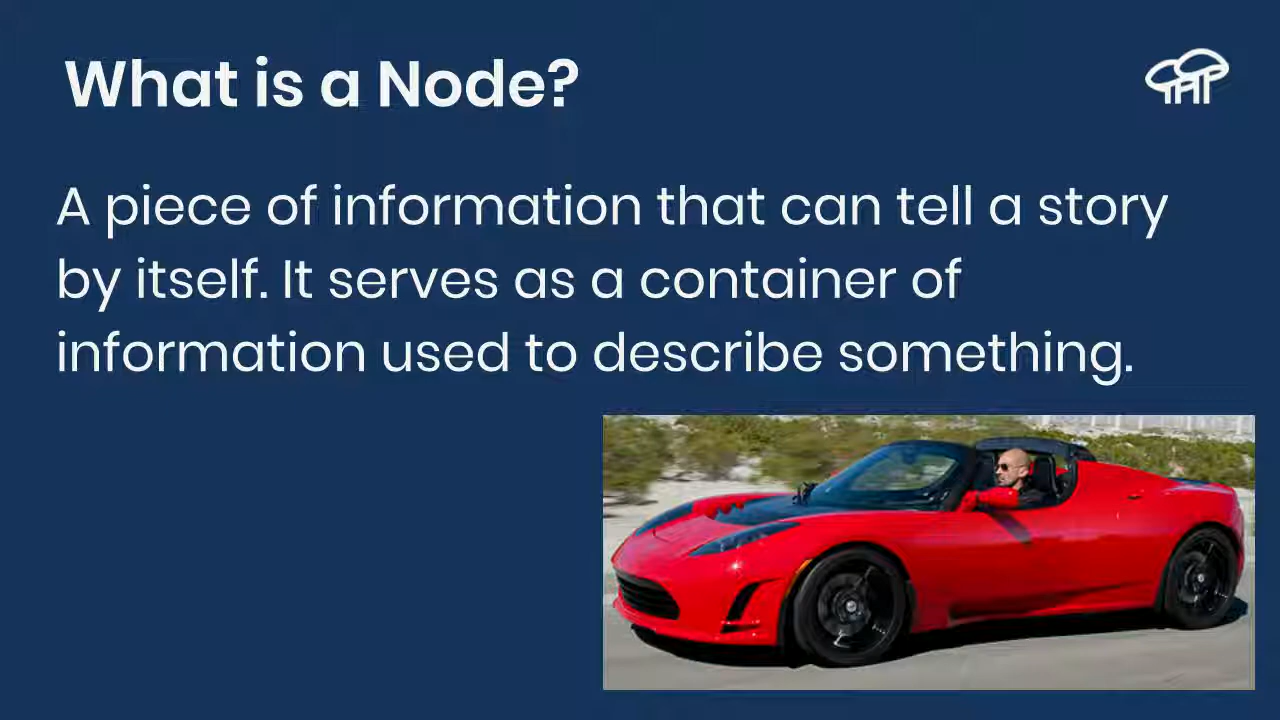 What is a Node?
A piece of information that can tell a story
by itself. It serves as a container of
information used to describe something.